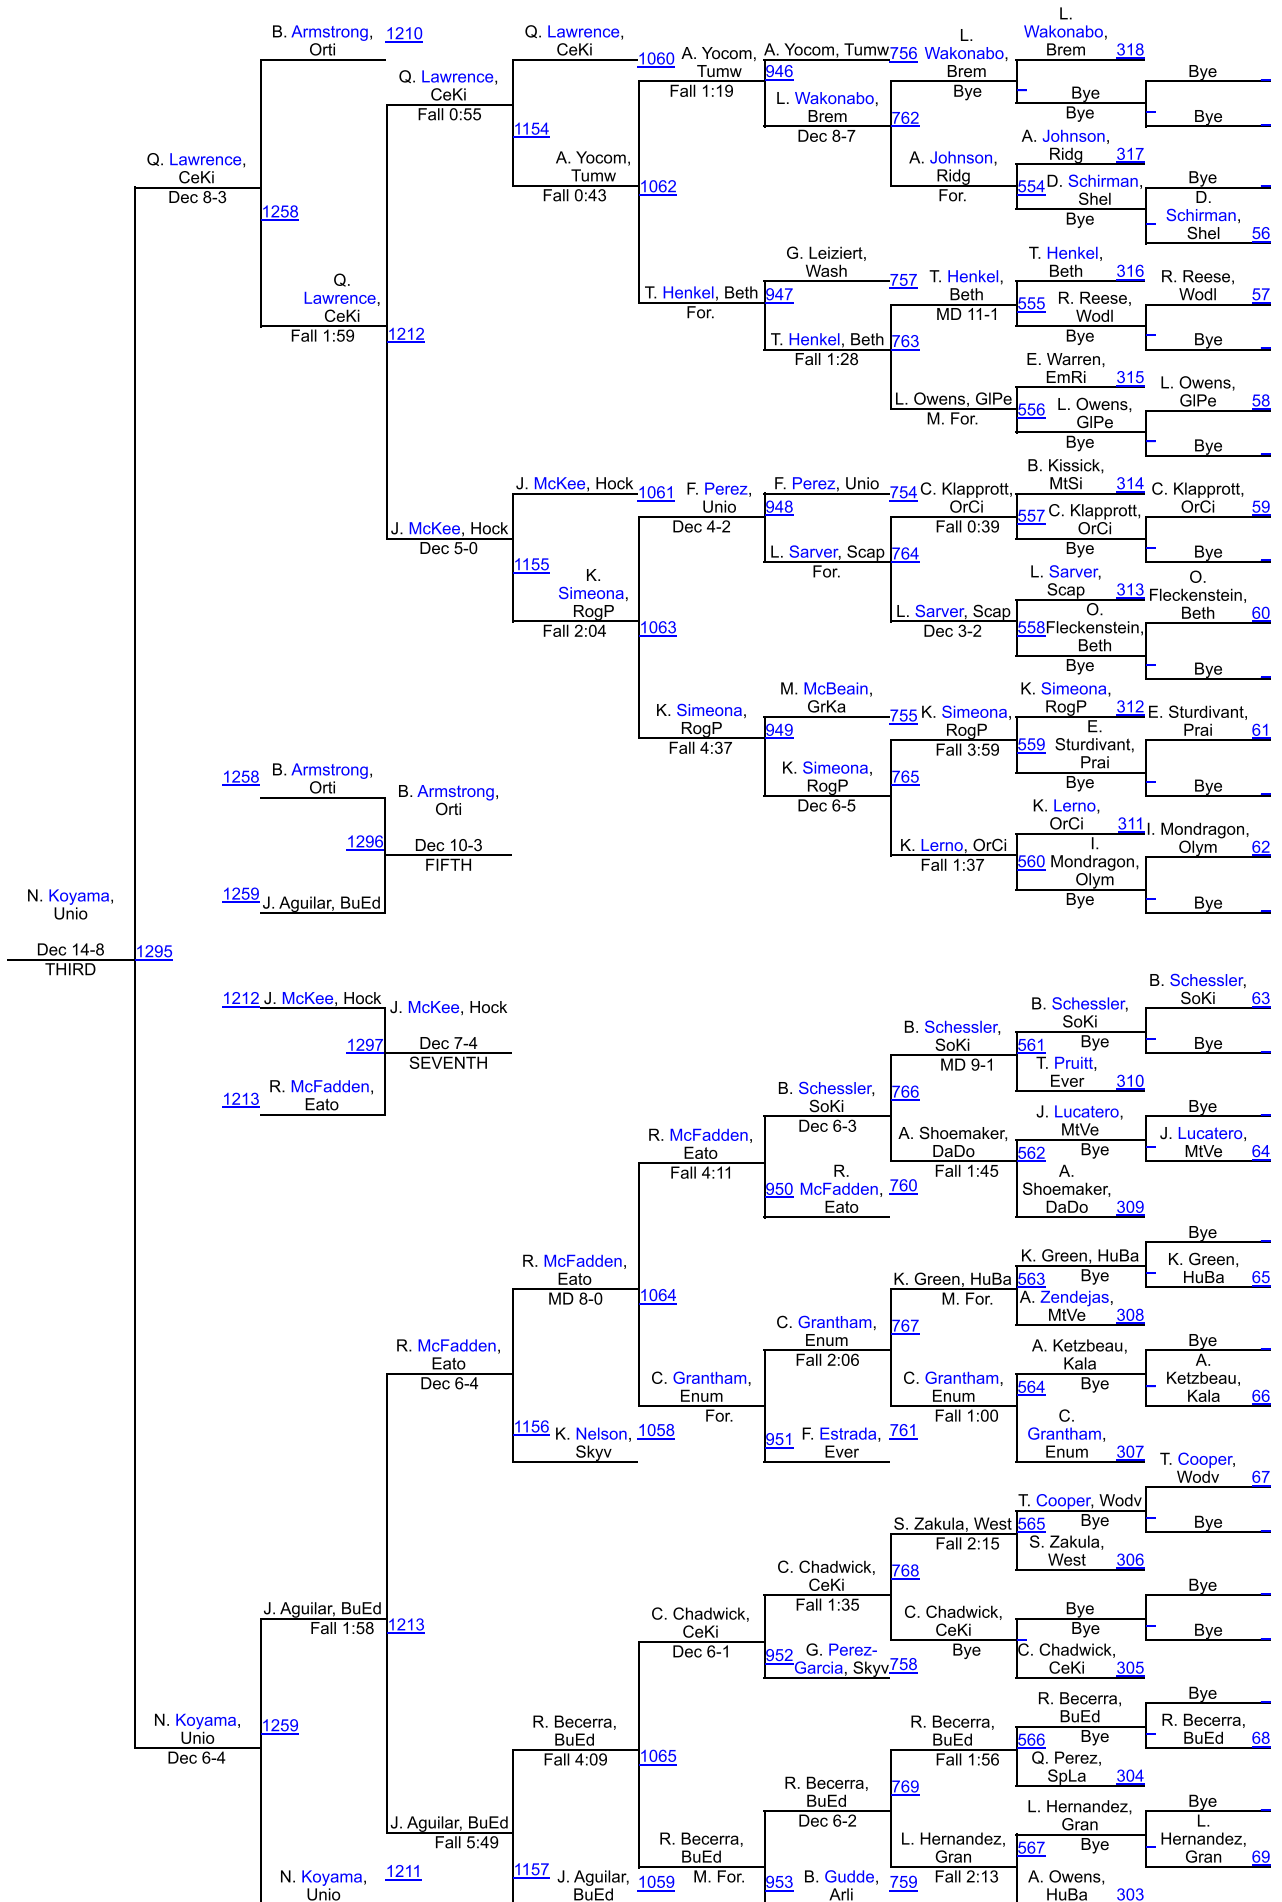 B. Armstrong,
Orti
1210
Q. Lawrence,
CeKi
1060
Q. Lawrence,
CeKi
Fall 0:55
1154
A. Yocom,
Tumw
Fall 0:43
Q. Lawrence,
CeKi
Dec 8-3
1258
Q.
Lawrence,
CeKi
Fall 1:59
1212
A. Yocom,
Tumw
Fall 1:19
1062
T. Henkel, Beth
For.
A. Yocom, Tumw
756
946
L. Wakonabo,
Brem
Dec 8-7
762
G. Leiziert,
Wash
757
947
T. Henkel, Beth
Fall 1:28
763
L.
Wakonabo,
Brem
Bye
A. Johnson,
Ridg
For.
T. Henkel,
Beth
MD 11-1
L. Owens, GlPe
M. For.
L.
Wakonabo,
Brem
318
Bye
Bye
A. Johnson,
Ridg
317
554
D. Schirman,
Shel
Bye
T. Henkel,
Beth
316
555
R. Reese,
Wodl
Bye
E. Warren,
EmRi
315
556
L. Owens,
GlPe
Bye
Bye
Bye
Bye
D.
Schirman,
Shel
56
R. Reese,
Wodl
57
Bye
L. Owens,
GlPe
58
Bye
J. McKee, Hock
1061
J. McKee, Hock
Dec 5-0
1155
K.
Simeona,
RogP
Fall 2:04
1063
F. Perez,
Unio
Dec 4-2
K. Simeona,
RogP
Fall 4:37
F. Perez, Unio
754
948
L. Sarver, Scap
For.
764
M. McBeain,
GrKa
755
949
K. Simeona,
RogP
Dec 6-5
765
C. Klapprott,
OrCi
Fall 0:39
L. Sarver, Scap
Dec 3-2
K. Simeona,
RogP
Fall 3:59
K. Lerno, OrCi
Fall 1:37
B. Kissick,
MtSi
314
557
C. Klapprott,
OrCi
Bye
L. Sarver,
Scap
313
558
O.
Fleckenstein,
Beth
Bye
K. Simeona,
RogP
312
559
E.
Sturdivant,
Prai
Bye
K. Lerno,
OrCi
311
560
I.
Mondragon,
Olym
Bye
C. Klapprott,
OrCi
59
Bye
O.
Fleckenstein,
Beth
60
Bye
E. Sturdivant,
Prai
61
Bye
I. Mondragon,
Olym
62
Bye
1258
B. Armstrong,
Orti
1296
B. Armstrong,
Orti
Dec 10-3
FIFTH
1259
J. Aguilar, BuEd
N. Koyama,
Unio
Dec 14-8
THIRD
1295
1212
J. McKee, Hock
1297
J. McKee, Hock
Dec 7-4
SEVENTH
1213
R. McFadden,
Eato
R. McFadden,
Eato
Fall 4:11
R. McFadden,
Eato
MD 8-0
1064
C. Grantham,
Enum
For.
R. McFadden,
Eato
Dec 6-4
1156
K. Nelson,
Skyv
1058
B. Schessler,
SoKi
Dec 6-3
766
950
R.
McFadden,
Eato
760
C. Grantham,
Enum
Fall 2:06
767
951
F. Estrada,
Ever
761
B. Schessler,
SoKi
MD 9-1
A. Shoemaker,
DaDo
Fall 1:45
K. Green, HuBa
M. For.
C. Grantham,
Enum
Fall 1:00
B. Schessler,
SoKi
Bye
561
T. Pruitt,
Ever
310
J. Lucatero,
MtVe
Bye
562
A.
Shoemaker,
DaDo
309
K. Green, HuBa
Bye
563
A. Zendejas,
MtVe
308
A. Ketzbeau,
Kala
Bye
564
C.
Grantham,
Enum
307
B. Schessler,
SoKi
63
Bye
Bye
J. Lucatero,
MtVe
64
Bye
K. Green,
HuBa
65
Bye
A.
Ketzbeau,
Kala
66
J. Aguilar, BuEd
Fall 1:58
1213
N. Koyama,
Unio
Dec 6-4
1259
N. Koyama,
Unio
1211
J. Aguilar, BuEd
Fall 5:49
1157
J. Aguilar,
BuEd
1059
R. Becerra,
BuEd
Fall 4:09
1065
C. Chadwick,
CeKi
Dec 6-1
R. Becerra,
BuEd
M. For.
C. Chadwick,
CeKi
Fall 1:35
768
952
G. Perez-
Garcia, Skyv
758
R. Becerra,
BuEd
Dec 6-2
769
953
B. Gudde,
Arli
759
S. Zakula, West
Fall 2:15
C. Chadwick,
CeKi
Bye
R. Becerra,
BuEd
Fall 1:56
L. Hernandez,
Gran
Fall 2:13
T. Cooper, Wodv
Bye
565
S. Zakula,
West
306
Bye
Bye
C. Chadwick,
CeKi
305
R. Becerra,
BuEd
Bye
566
Q. Perez,
SpLa
304
L. Hernandez,
Gran
Bye
567
A. Owens,
HuBa
303
T. Cooper,
Wodv
67
Bye
Bye
Bye
Bye
R. Becerra,
BuEd
68
Bye
L.
Hernandez,
Gran
69